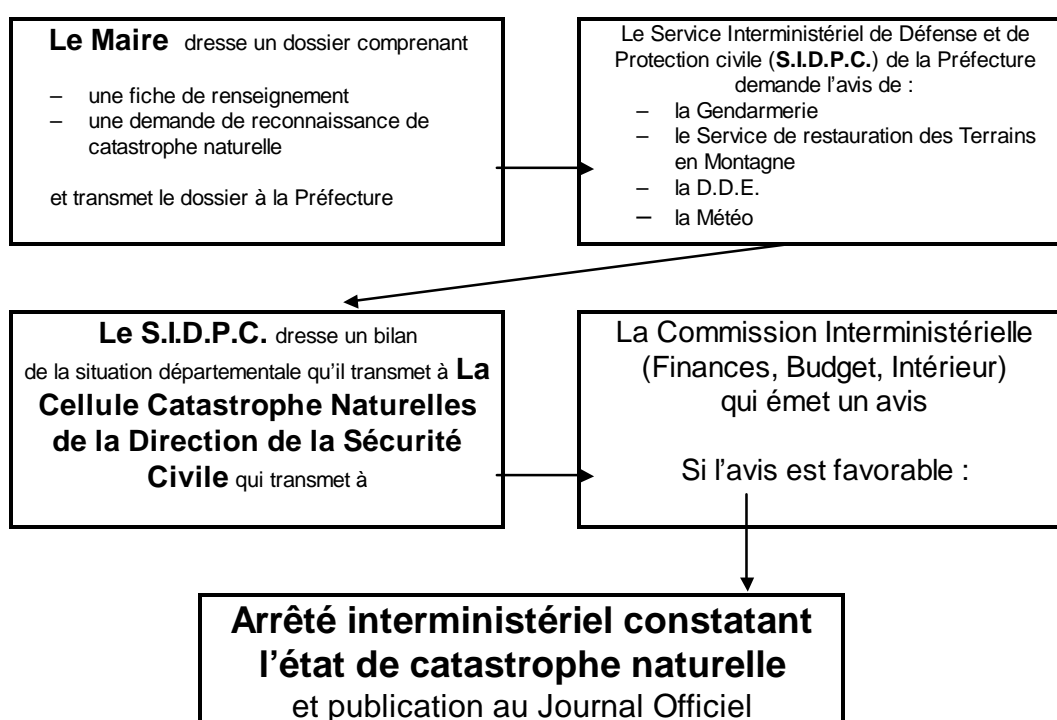 Le Maire dresse un dossier comprenant
– une fiche de renseignement
– une demande de reconnaissance de
catastrophe naturelle
et transmet le dossier à la Préfecture
Le Service Interministériel de Défense et de
Protection civile (S.I.D.P.C.) de la Préfecture
demande l'avis de :
– la Gendarmerie
– le Service de restauration des Terrains
en Montagne
– la D.D.E.
– la Météo
Le S.I.D.P.C. dresse un bilan
de la situation départementale qu'il transmet à La
Cellule Catastrophe Naturelles
de la Direction de la Sécurité
Civile qui transmet à
La Commission Interministérielle
(Finances, Budget, Intérieur)
qui émet un avis
Si l'avis est favorable :
Arrêté interministériel constatant
l'état de catastrophe naturelle
et publication au Journal Officiel